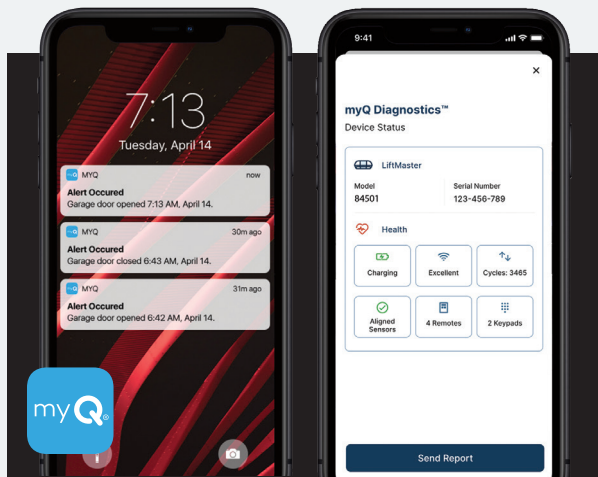 7:13
Tuesday, April 14
MYQ
now
Alert Occured
Garage door opened 7:13 AM, April 14.
MYQ
30m ago
Alert Occured
Garage door closed 6:43 AM, April 14.
MYQ
31m ago
Alert Occured
Garage door opened 6:42 AM, April 14.
myQ®
9:41
myQ Diagnostics™
Device Status
LiftMaster
Model
84501
Serial Number
123-456-789
Health
Charging
Excellent
Cycles: 3465
Aligned
Sensors
4 Remotes
2 Keypads
Send Report